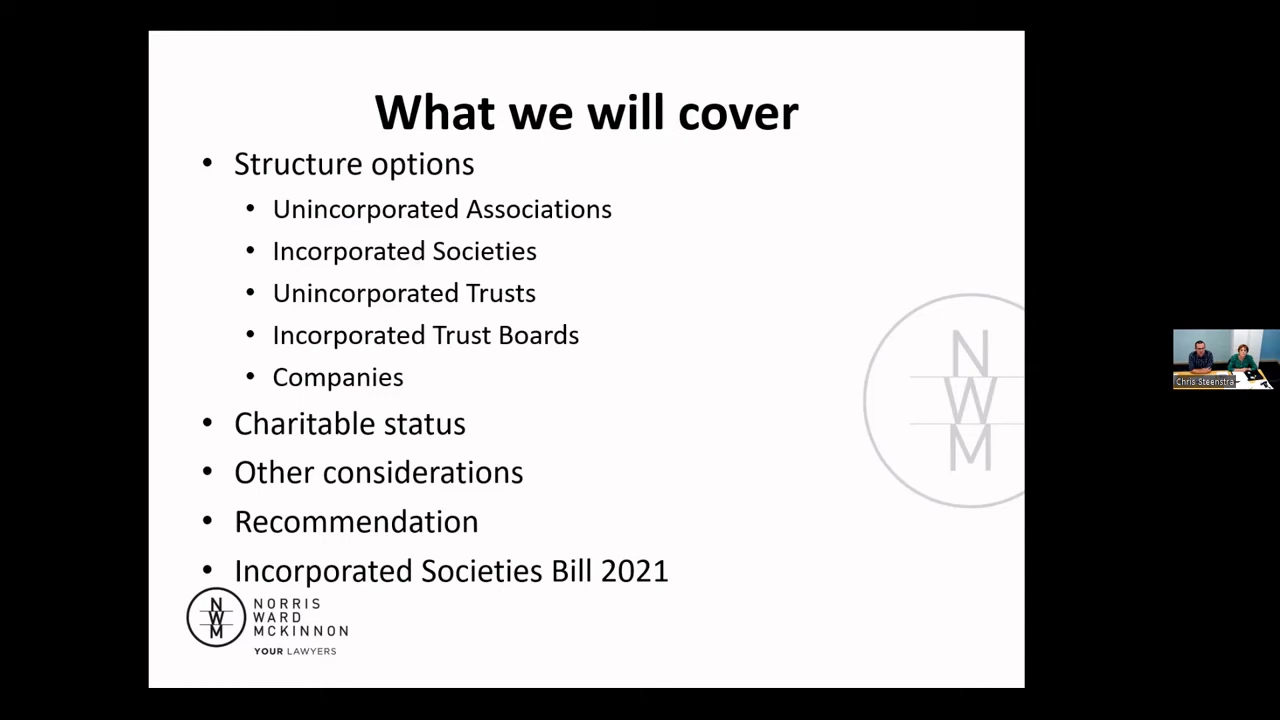 What we will cover
• Structure options
• Unincorporated Associations
• Incorporated Societies
• Unincorporated Trusts
• Incorporated Trust Boards
• Companies
• Charitable status
• Other considerations
• Recommendation
• Incorporated Societies Bill 2021
N
W
M
NORRIS
WARD
MCKINNON
YOUR LAWYERS
N
W
M
Chris Steenstra